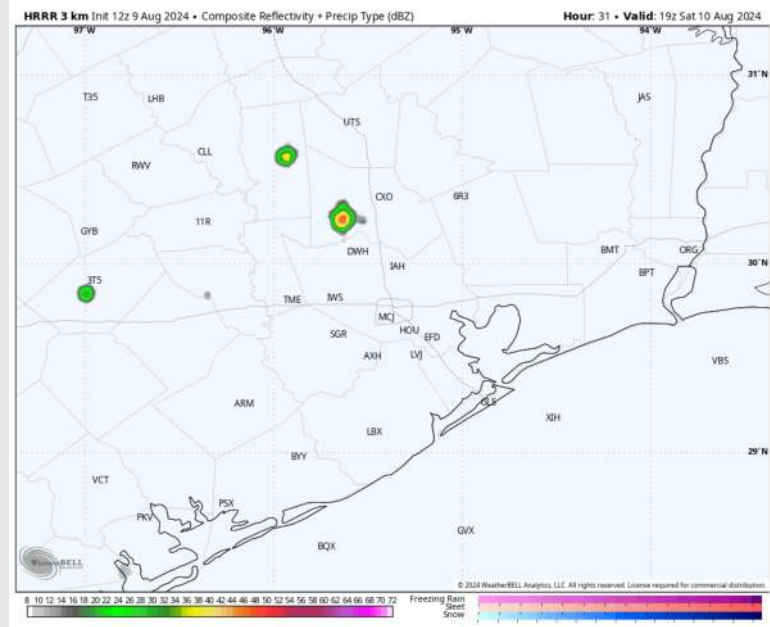 HRRR 3 km Init 12z 9 Aug 2024 • Composite Reflectivity + Precip Type (dBZ) Hour: 31 • Valid: 19z Sat 10 Aug 2024
97°W 96°W 95°W 94°W
31°N
T35 LHB JAS
UTS
CLL
RWV
CXO 6R3
11R
GYB
DWH BMT ORG
30°N
IAH
BPT
3T5
TME IWS
MCJ
HOU
SGR EFD
AXH LVJ
VBS
ARM GLS
XIH
LBX
29°N
BYY
VCT
PSX
PKV
GVX
BQX
WeatherBELL
© 2024 WeatherBELL Analytics, LLC. All rights reserved. License required for commercial distribution.
8 10 12 14 16 18 20 22 24 26 28 30 32 34 36 38 40 42 44 46 48 50 52 54 56 58 60 62 64 66 68 70 72
Freezing Rain
Sleet
Snow